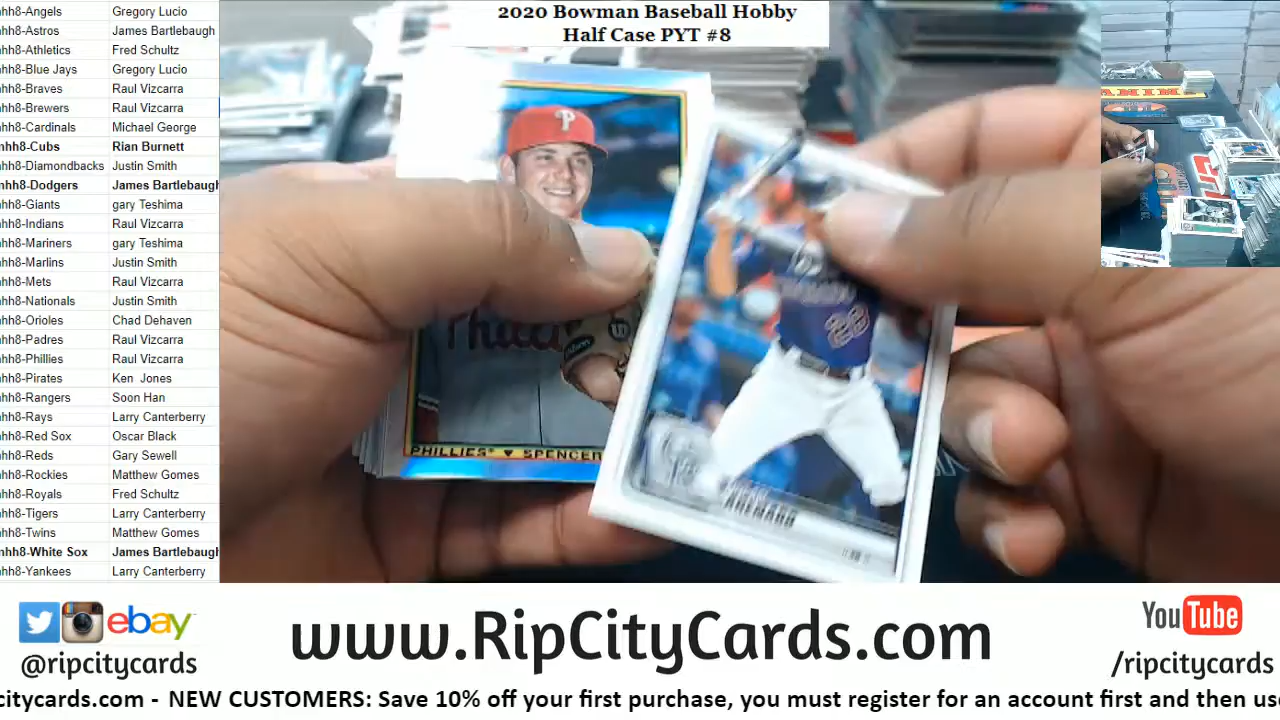 2020 Bowman Baseball Hobby
Half Case PYT #8
hh8-Angels Gregory Lucio
hh8-Astros James Bartlebaugh
hh8-Athletics Fred Schultz
hh8-Blue Jays Gregory Lucio
hh8-Braves Raul Vizcarra
hh8-Brewers Raul Vizcarra
hh8-Cardinals Michael George
hh8-Cubs Rian Burnett
hh8-Diamondbacks Justin Smith
hh8-Dodgers James Bartlebaugh
hh8-Giants gary Teshima
hh8-Indians Raul Vizcarra
hh8-Mariners gary Teshima
hh8-Marlins Justin Smith
hh8-Mets Raul Vizcarra
hh8-Nationals Justin Smith
hh8-Orioles Chad Dehaven
hh8-Padres Raul Vizcarra
hh8-Phillies Raul Vizcarra
hh8-Pirates Ken Jones
hh8-Rangers Soon Han
hh8-Rays Larry Canterberry
hh8-Red Sox Oscar Black
hh8-Reds Gary Sewell
hh8-Rockies Matthew Gomes
hh8-Royals Fred Schultz
hh8-Tigers Larry Canterberry
hh8-Twins Matthew Gomes
hh8-White Sox James Bartlebaugh
hh8-Yankees Larry Canterberry
P
PHILLIES SPENCER
28
PANINI
ebay
@ripcitycards
www.RipCityCards.com
YouTube
/ripcitycards
citycards.com - NEW CUSTOMERS: Save 10% off your first purchase, you must register for an account first and then use